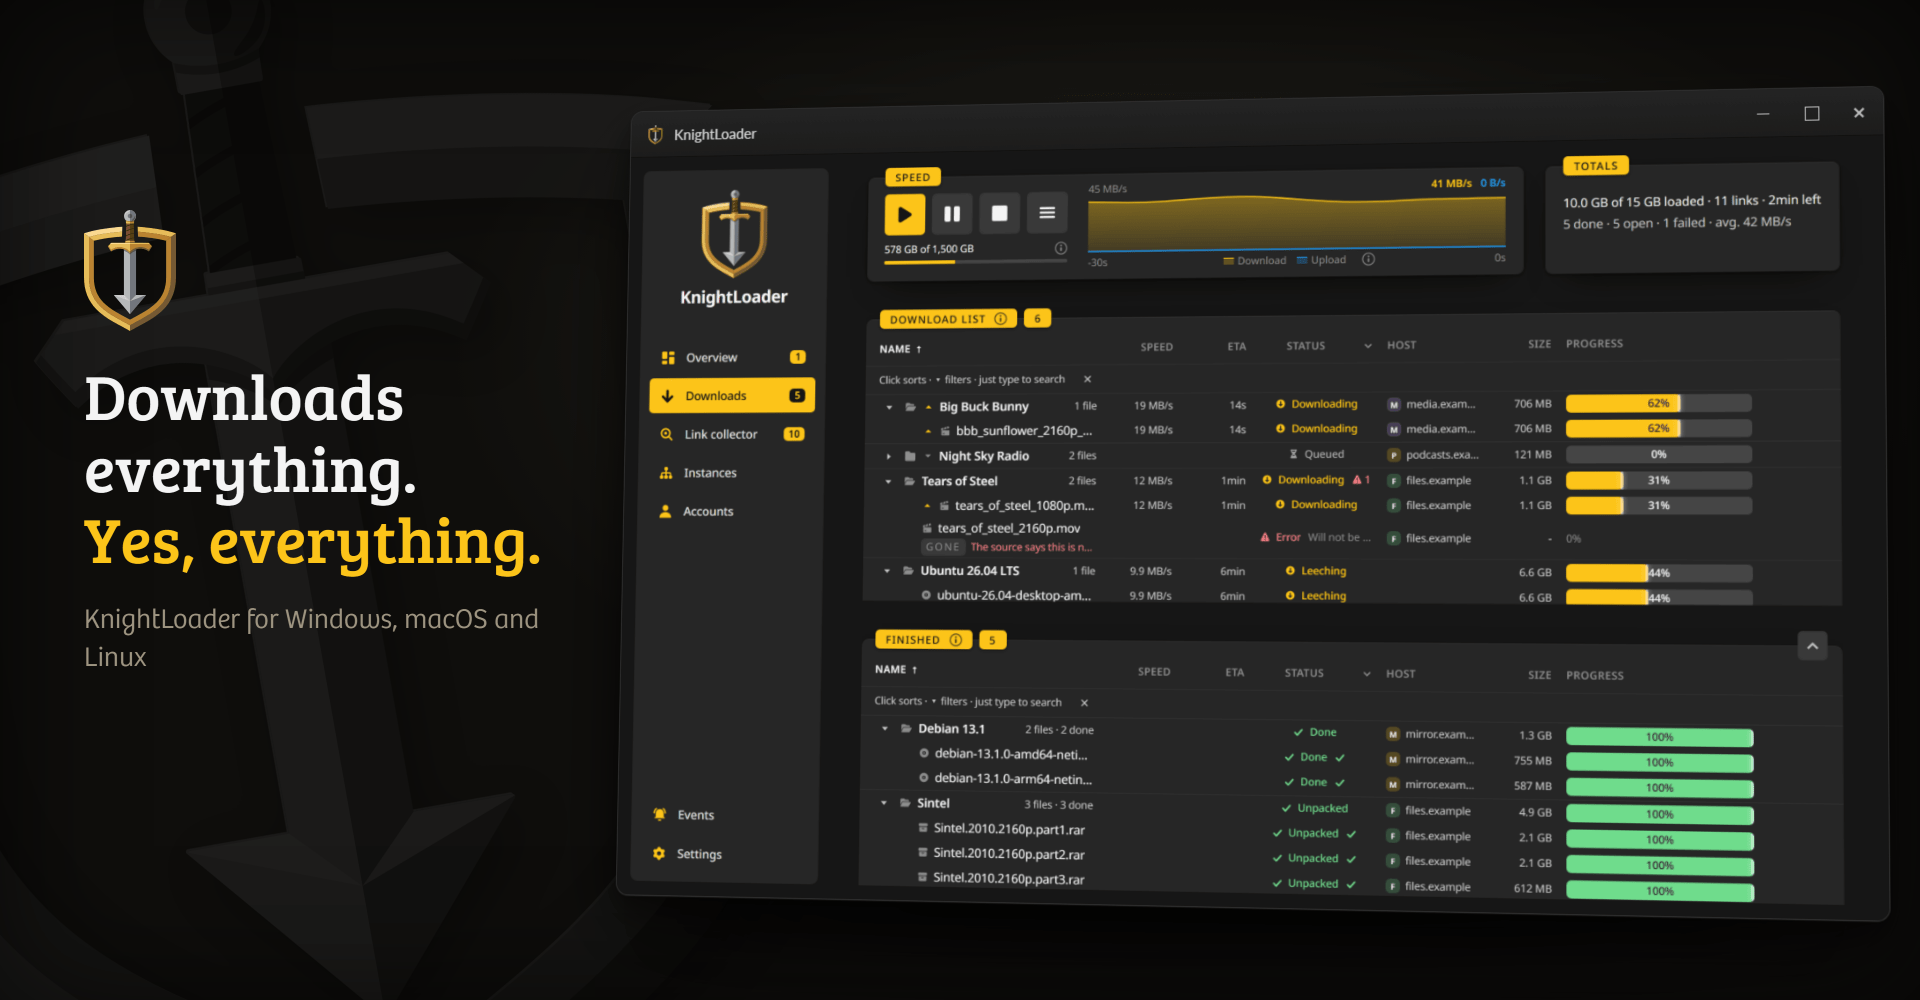 Downloads
everything.
Yes, everything.
KnightLoader for Windows, macOS and
Linux
KnightLoader
KnightLoader
Overview 1
Downloads 5
Link collector 10
Instances
Accounts
Events
Settings
SPEED
578 GB of 1,500 GB
45 MB/s 41 MB/s 0 B/s
-30s Download Upload 0s
TOTALS
10.0 GB of 15 GB loaded · 11 links · 2min left
5 done · 5 open · 1 failed · avg. 42 MB/s
DOWNLOAD LIST 6
NAME ↑ SPEED ETA STATUS HOST SIZE PROGRESS
Click sorts · ▾ filters · just type to search ×
Big Buck Bunny 1 file 19 MB/s 14s Downloading M media.exam... 706 MB 62%
bbb_sunflower_2160p_... 19 MB/s 14s Downloading M media.exam... 706 MB 62%
Night Sky Radio 2 files Queued P podcasts.exa... 121 MB 0%
Tears of Steel 2 files 12 MB/s 1min Downloading 1 F files.example 1.1 GB 31%
tears_of_steel_1080p.m... 12 MB/s 1min Downloading F files.example 1.1 GB 31%
tears_of_steel_2160p.mov
GONE The source says this is n... Error Will not be ... F files.example - 0%
Ubuntu 26.04 LTS 1 file 9.9 MB/s 6min Leeching 6.6 GB 44%
ubuntu-26.04-desktop-am... 9.9 MB/s 6min Leeching 6.6 GB 44%
FINISHED 5
NAME ↑ SPEED ETA STATUS HOST SIZE PROGRESS
Click sorts · ▾ filters · just type to search ×
Debian 13.1 2 files · 2 done Done M mirror.exam... 1.3 GB 100%
debian-13.1.0-amd64-neti... Done M mirror.exam... 755 MB 100%
debian-13.1.0-arm64-netin... Done M mirror.exam... 587 MB 100%
Sintel 3 files · 3 done Unpacked F files.example 4.9 GB 100%
Sintel.2010.2160p.part1.rar Unpacked F files.example 2.1 GB 100%
Sintel.2010.2160p.part2.rar Unpacked F files.example 2.1 GB 100%
Sintel.2010.2160p.part3.rar Unpacked F files.example 612 MB 100%